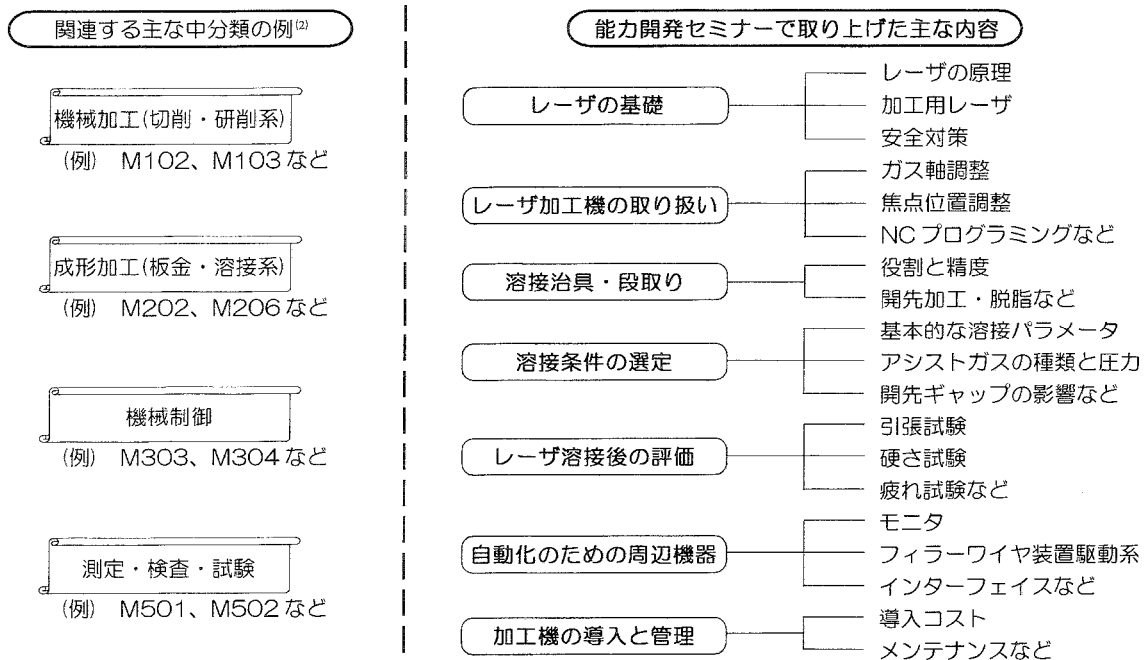 関連する主な中分類の例(2)
機械加工(切削・研削系)
(例) M102、M103など
成形加工(板金・溶接系)
(例) M202、M206など
機械制御
(例) M303、M304など
測定・検査・試験
(例) M501、M502など
能力開発セミナーで取り上げた主な内容
レーザの基礎
レーザの原理
加工用レーザ
安全対策
レーザ加工機の取り扱い
ガス軸調整
焦点位置調整
NCプログラミングなど
溶接治具・段取り
役割と精度
開先加工・脱脂など
溶接条件の選定
基本的な溶接パラメータ
アシストガスの種類と圧力
開先ギャップの影響など
レーザ溶接後の評価
引張試験
硬さ試験
疲れ試験など
自動化のための周辺機器
モニタ
フィラーワイヤ装置駆動系
インターフェイスなど
加工機の導入と管理
導入コスト
メンテナンスなど